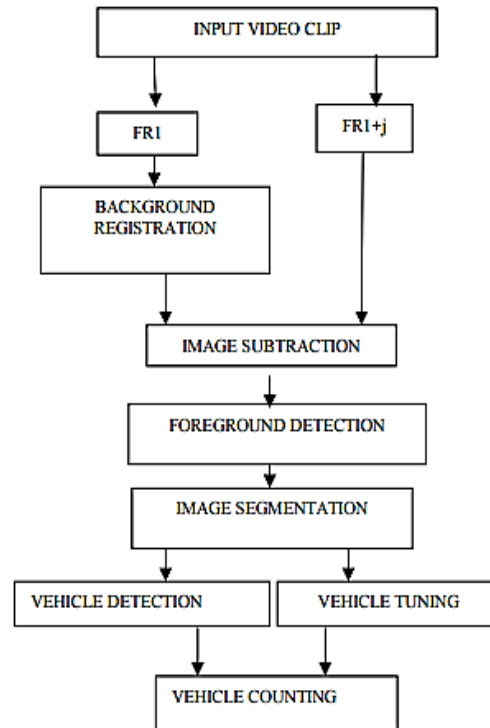 INPUT VIDEO CLIP
FR1
FR1+j
BACKGROUND
REGISTRATION
IMAGE SUBTRACTION
FOREGROUND DETECTION
IMAGE SEGMENTATION
VEHICLE DETECTION
VEHICLE TUNING
VEHICLE COUNTING